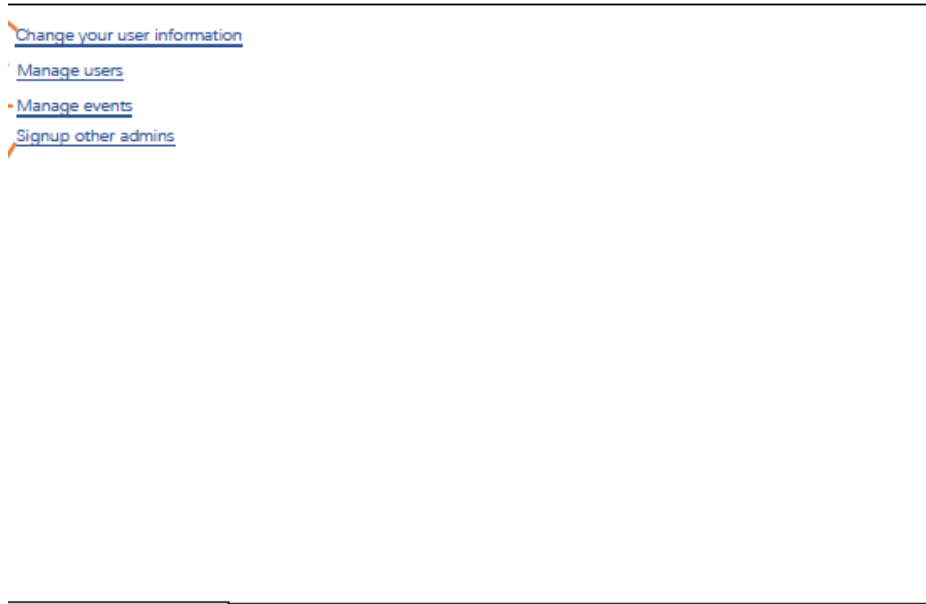 Change your user information
Manage users
Manage events
Signup other admins